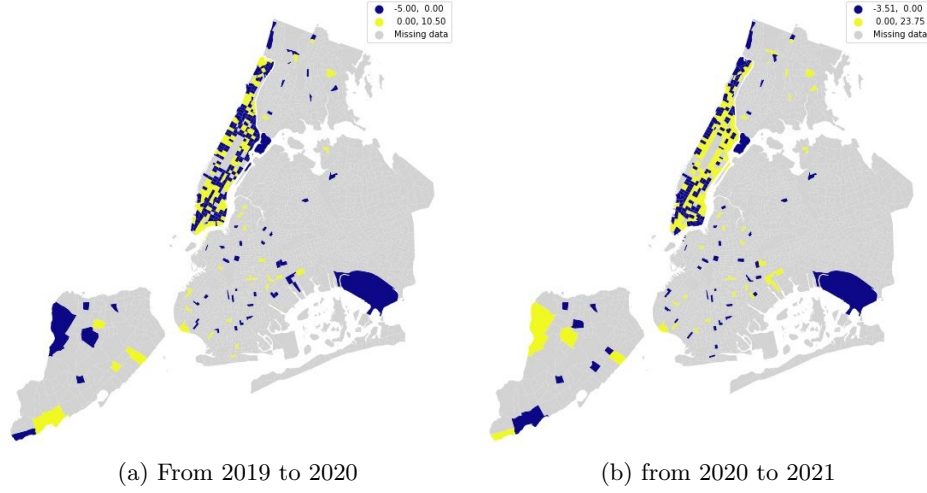 -5.00, 0.00
0.00, 10.50
Missing data
-3.51, 0.00
0.00, 23.75
Missing data
(a) From 2019 to 2020
(b) from 2020 to 2021